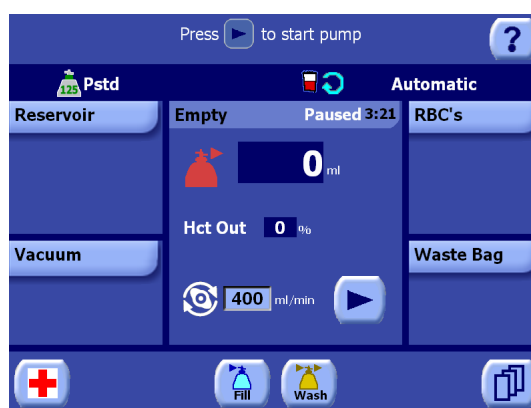 Press to start pump
?
125 Pstd
Automatic
Reservoir
Empty
Paused 3:21
RBC's
0 ml
Hct Out 0 %
Vacuum
Waste Bag
400 ml/min
Fill
Wash